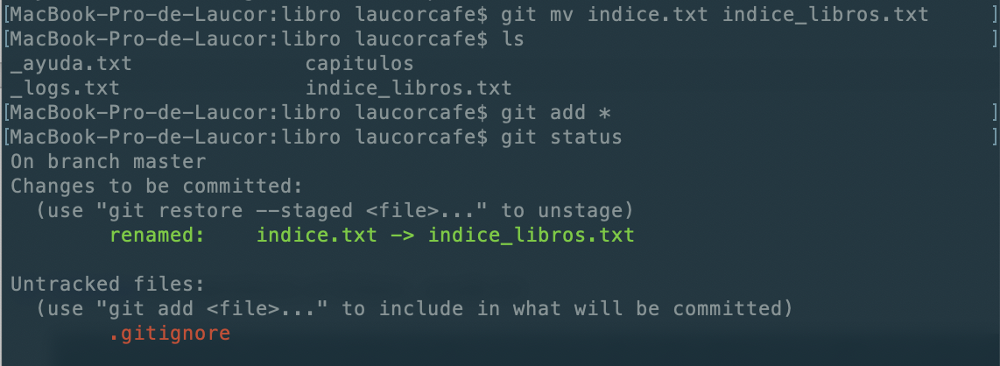 [MacBook-Pro-de-Laucor:libro laucorcafe$ git mv indice.txt indice_libros.txt ]
[MacBook-Pro-de-Laucor:libro laucorcafe$ ls ]
_ayuda.txt capitulos
_logs.txt indice_libros.txt
[MacBook-Pro-de-Laucor:libro laucorcafe$ git add * ]
[MacBook-Pro-de-Laucor:libro laucorcafe$ git status ]
On branch master
Changes to be committed:
(use "git restore --staged <file>..." to unstage)
renamed: indice.txt -> indice_libros.txt
Untracked files:
(use "git add <file>..." to include in what will be committed)
.gitignore